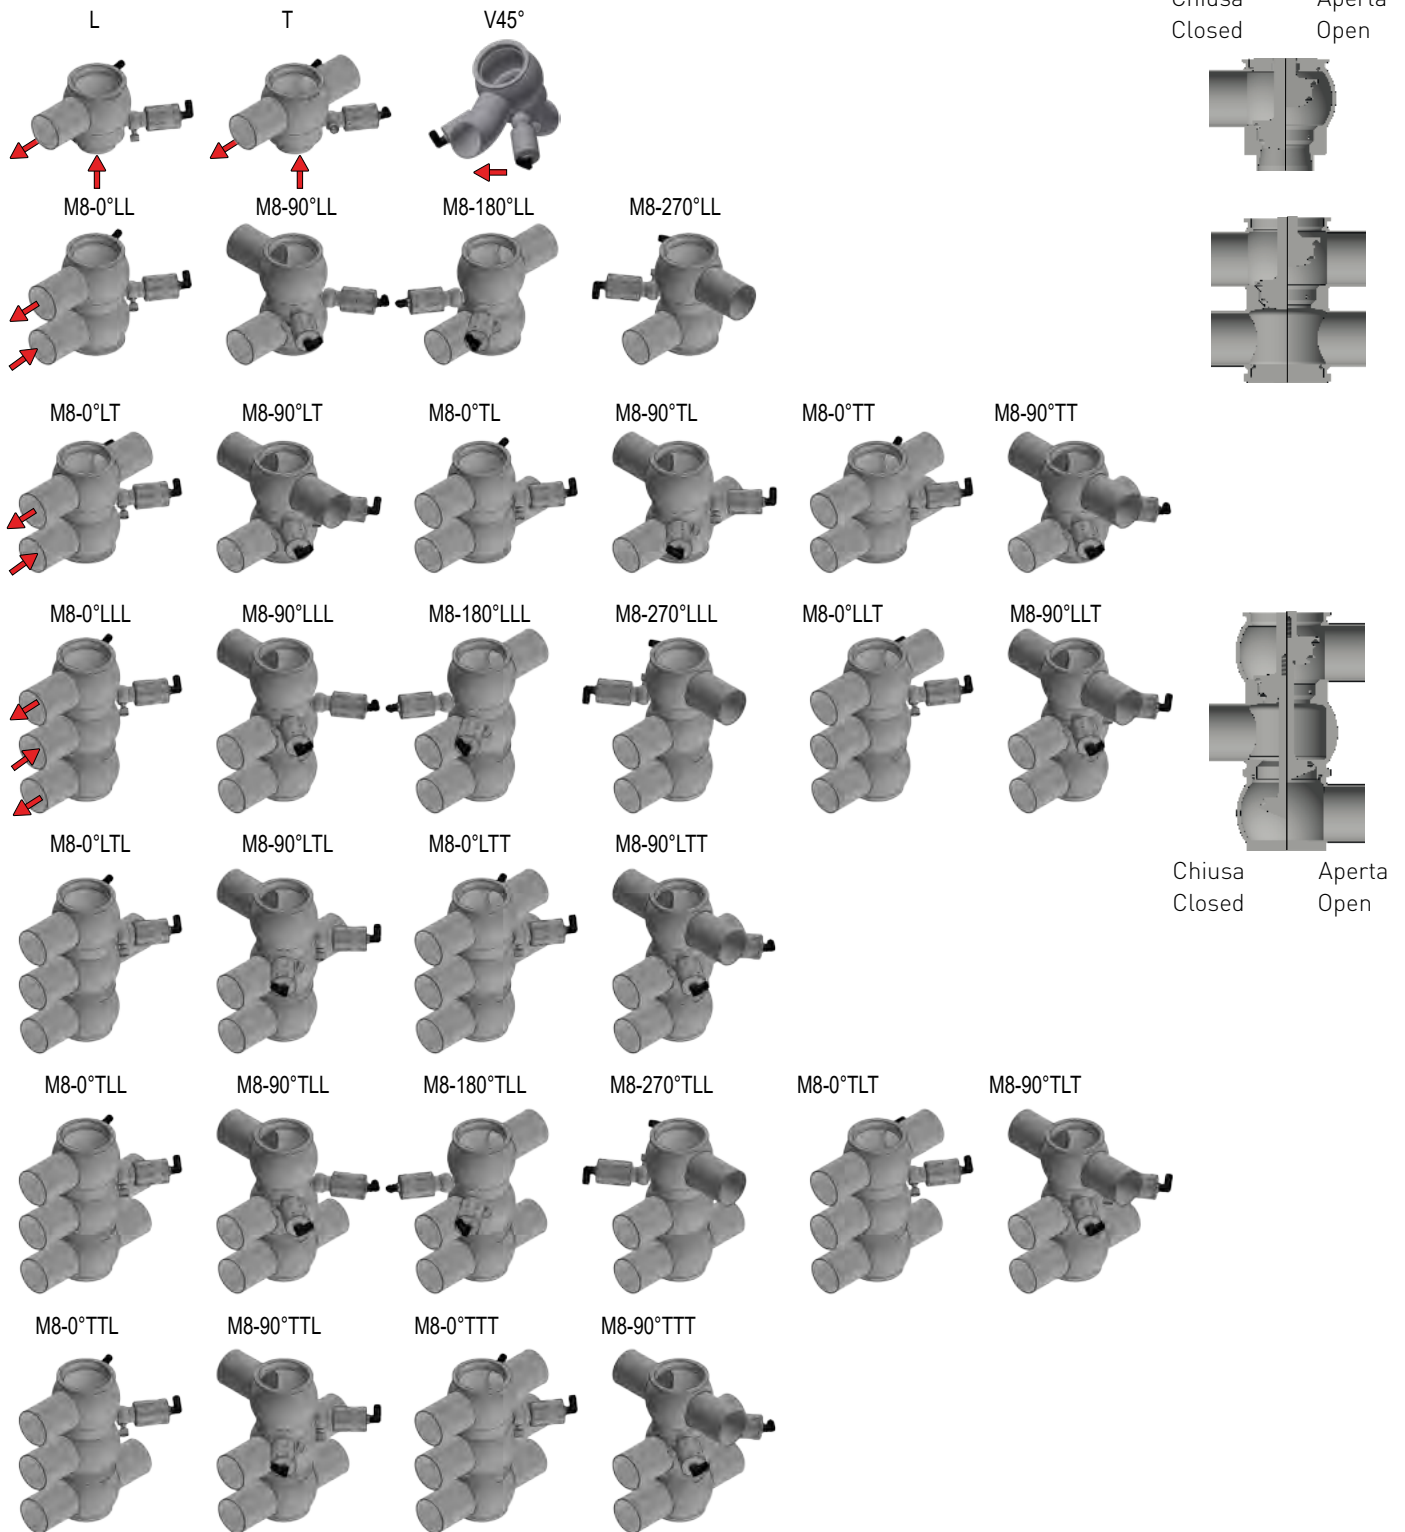 Chiusa Aperta
Closed Open
L T V45°
M8-0°LL M8-90°LL M8-180°LL M8-270°LL
M8-0°LT M8-90°LT M8-0°TL M8-90°TL M8-0°TT M8-90°TT
M8-0°LLL M8-90°LLL M8-180°LLL M8-270°LLL M8-0°LLT M8-90°LLT
M8-0°LTL M8-90°LTL M8-0°LTT M8-90°LTT
Chiusa Aperta
Closed Open
M8-0°TLL M8-90°TLL M8-180°TLL M8-270°TLL M8-0°TLT M8-90°TLT
M8-0°TTL M8-90°TTL M8-0°TTT M8-90°TTT